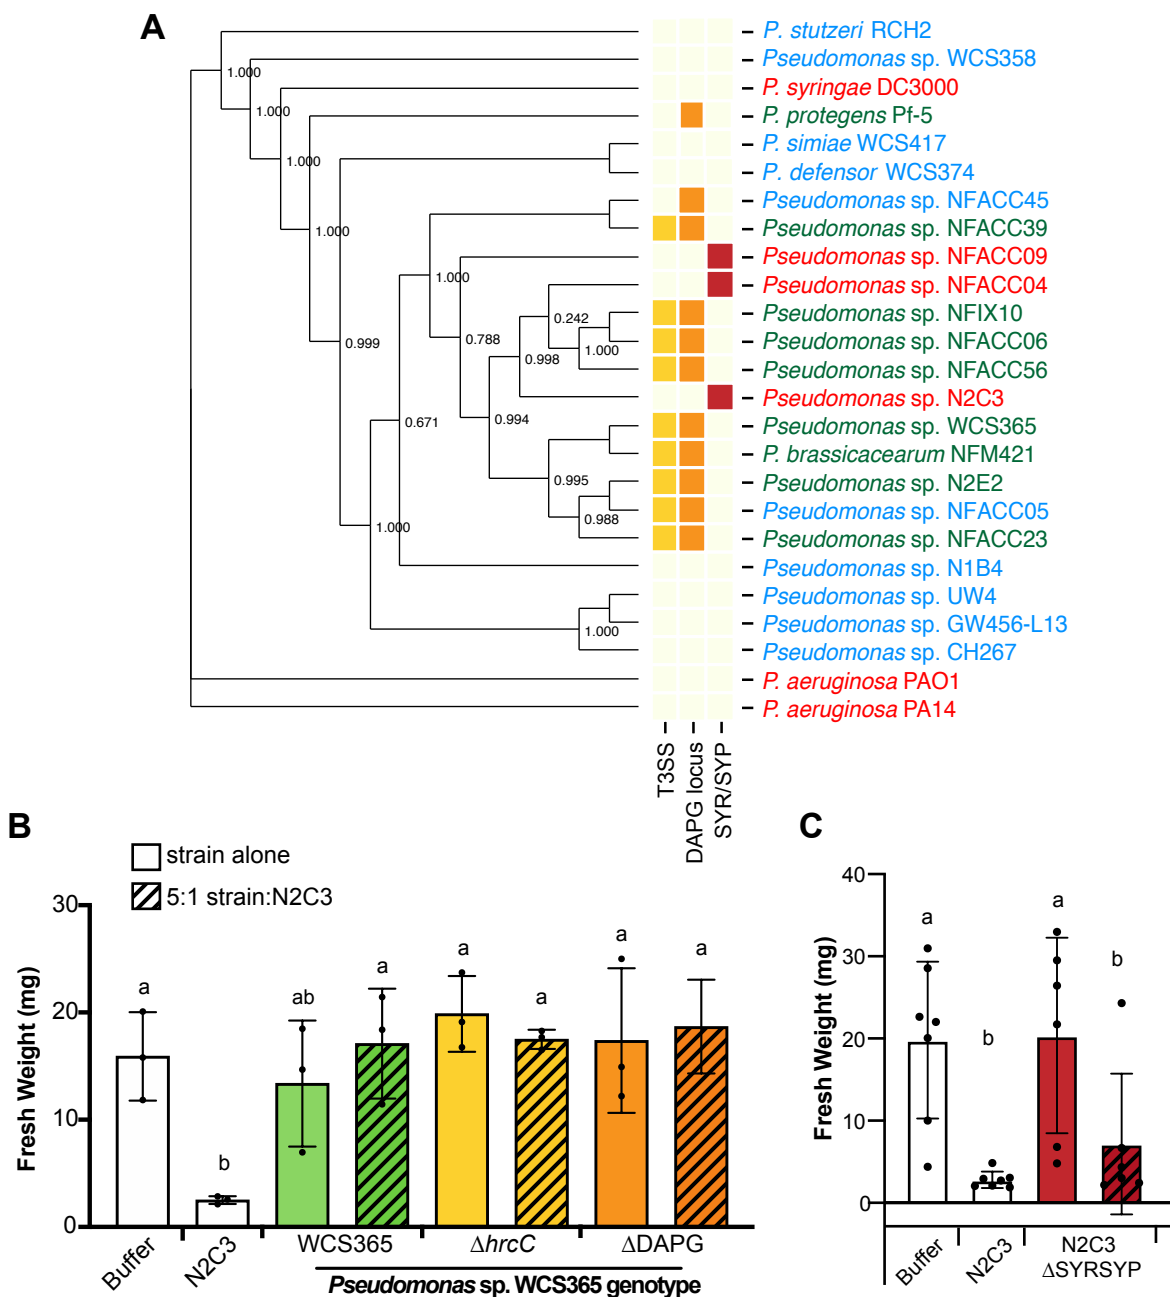 A
P. stutzeri RCH2
Pseudomonas sp. WCS358
P. syringae DC3000
P. protegens Pf-5
P. simiae WCS417
P. defensor WCS374
Pseudomonas sp. NFACC45
Pseudomonas sp. NFACC39
Pseudomonas sp. NFACC09
Pseudomonas sp. NFACC04
Pseudomonas sp. NFIX10
Pseudomonas sp. NFACC06
Pseudomonas sp. NFACC56
Pseudomonas sp. N2C3
Pseudomonas sp. WCS365
P. brassicacearum NFM421
Pseudomonas sp. N2E2
Pseudomonas sp. NFACC05
Pseudomonas sp. NFACC23
Pseudomonas sp. N1B4
Pseudomonas sp. UW4
Pseudomonas sp. GW456-L13
Pseudomonas sp. CH267
P. aeruginosa PAO1
P. aeruginosa PA14
1.000
1.000
1.000
1.000
0.999
1.000
0.671
1.000
0.788
0.994
0.998
0.242
1.000
0.995
0.988
1.000
T3SS
DAPG locus
SYR/SYP
B
strain alone
5:1 strain:N2C3
Fresh Weight (mg)
30
20
10
0
a
b
ab
a
a
a
a
a
Buffer
N2C3
WCS365
ΔhrcC
ΔDAPG
Pseudomonas sp. WCS365 genotype
C
Fresh Weight (mg)
40
30
20
10
0
a
b
a
b
Buffer
N2C3
N2C3
ΔSYRSYP